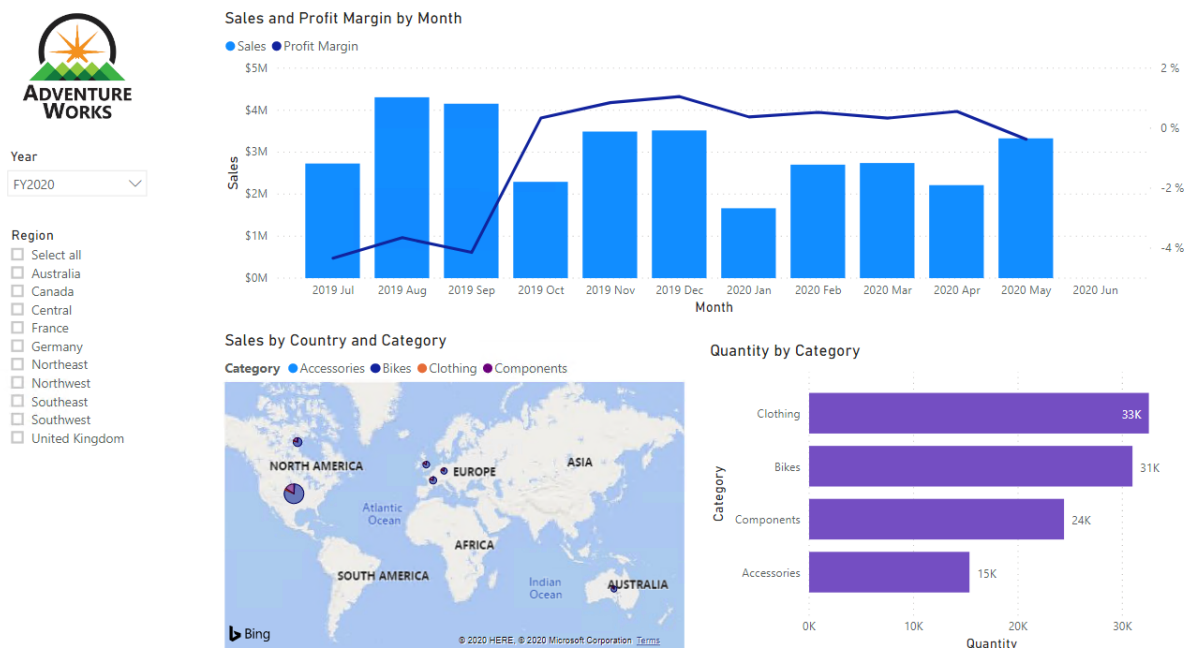 ADVENTURE
WORKS
Year
FY2020
Region
Select all
Australia
Canada
Central
France
Germany
Northeast
Northwest
Southeast
Southwest
United Kingdom
Sales and Profit Margin by Month
Sales Profit Margin
$5M
$4M
$3M
$2M
$1M
$0M
Sales
2 %
0 %
-2 %
-4 %
2019 Jul 2019 Aug 2019 Sep 2019 Oct 2019 Nov 2019 Dec 2020 Jan 2020 Feb 2020 Mar 2020 Apr 2020 May 2020 Jun
Month
Sales by Country and Category
Category Accessories Bikes Clothing Components
NORTH AMERICA
EUROPE
ASIA
Atlantic
Ocean
AFRICA
SOUTH AMERICA
Indian
Ocean
AUSTRALIA
Bing
© 2020 HERE, © 2020 Microsoft Corporation Terms
Quantity by Category
Category
Clothing 33K
Bikes 31K
Components 24K
Accessories 15K
0K 10K 20K 30K
Quantity